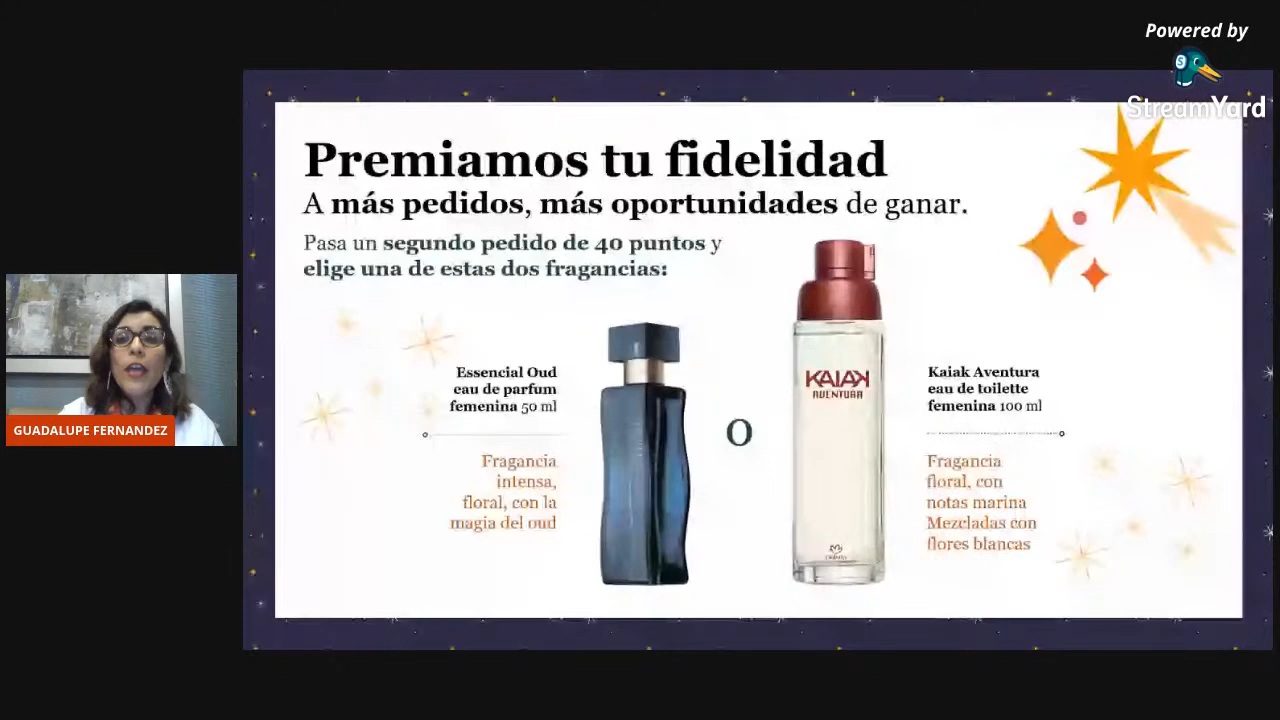 Powered by
StreamYard
Premiamos tu fidelidad
A más pedidos, más oportunidades de ganar.
Pasa un segundo pedido de 40 puntos y
elige una de estas dos fragancias:
Essencial Oud
eau de parfum
femenina 50 ml
Fragancia
intensa,
floral, con la
magia del oud
O
KAIAK
AVENTURA
Kaiak Aventura
eau de toilette
femenina 100 ml
Fragancia
floral, con
notas marina
Mezcladas con
flores blancas
GUADALUPE FERNANDEZ